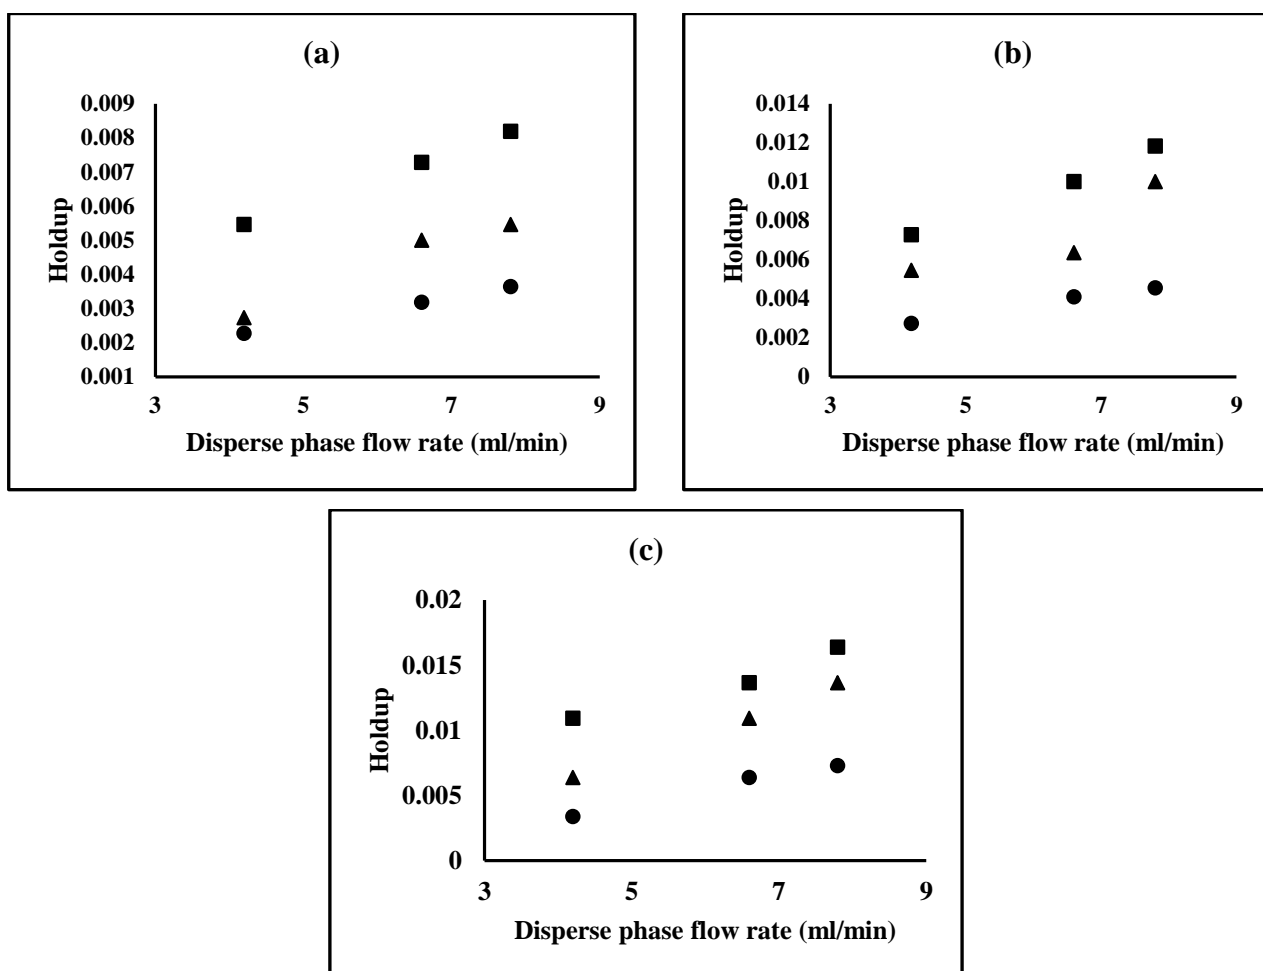 (a)
0.009
0.008
0.007
0.006
0.005
0.004
0.003
0.002
0.001
Holdup
3 5 7 9
Disperse phase flow rate (ml/min)
(b)
0.014
0.012
0.01
0.008
0.006
0.004
0.002
0
Holdup
3 5 7 9
Disperse phase flow rate (ml/min)
(c)
0.02
0.015
0.01
0.005
0
Holdup
3 5 7 9
Disperse phase flow rate (ml/min)